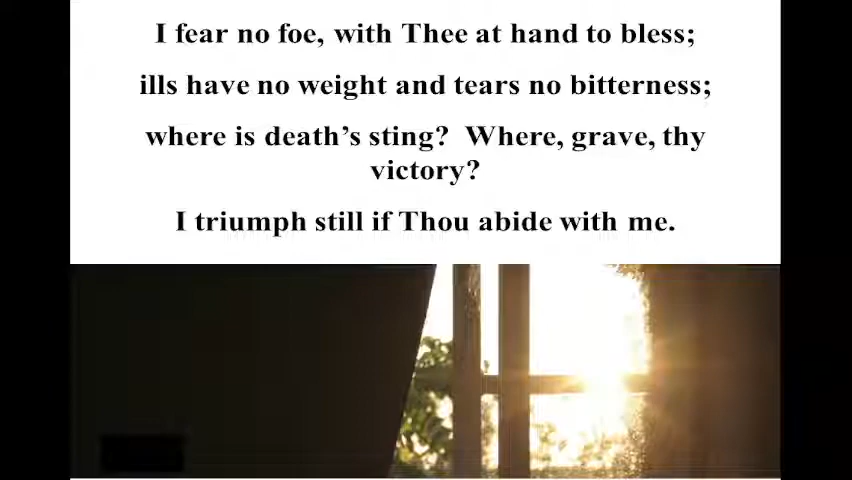 I fear no foe, with Thee at hand to bless;
ills have no weight and tears no bitterness;
where is death’s sting?  Where, grave, thy
victory?
I triumph still if Thou abide with me.